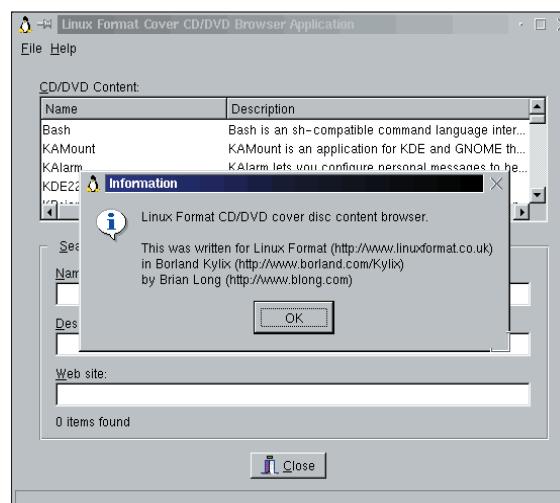 Linux Format Cover CD/DVD Browser Application
File Help
CD/DVD Content:
Name Description
Bash Bash is an sh-compatible command language inter...
KAMount KAMount is an application for KDE and GNOME th...
KAlarm KAlarm lets you configure personal messages to be...
KDE22
Information
Linux Format CD/DVD cover disc content browser.
This was written for Linux Format (http://www.linuxformat.co.uk)
in Borland Kylix (http://www.borland.com/Kylix)
by Brian Long (http://www.blong.com)
OK
Sea
Nam
Des
Web site:
0 items found
Close